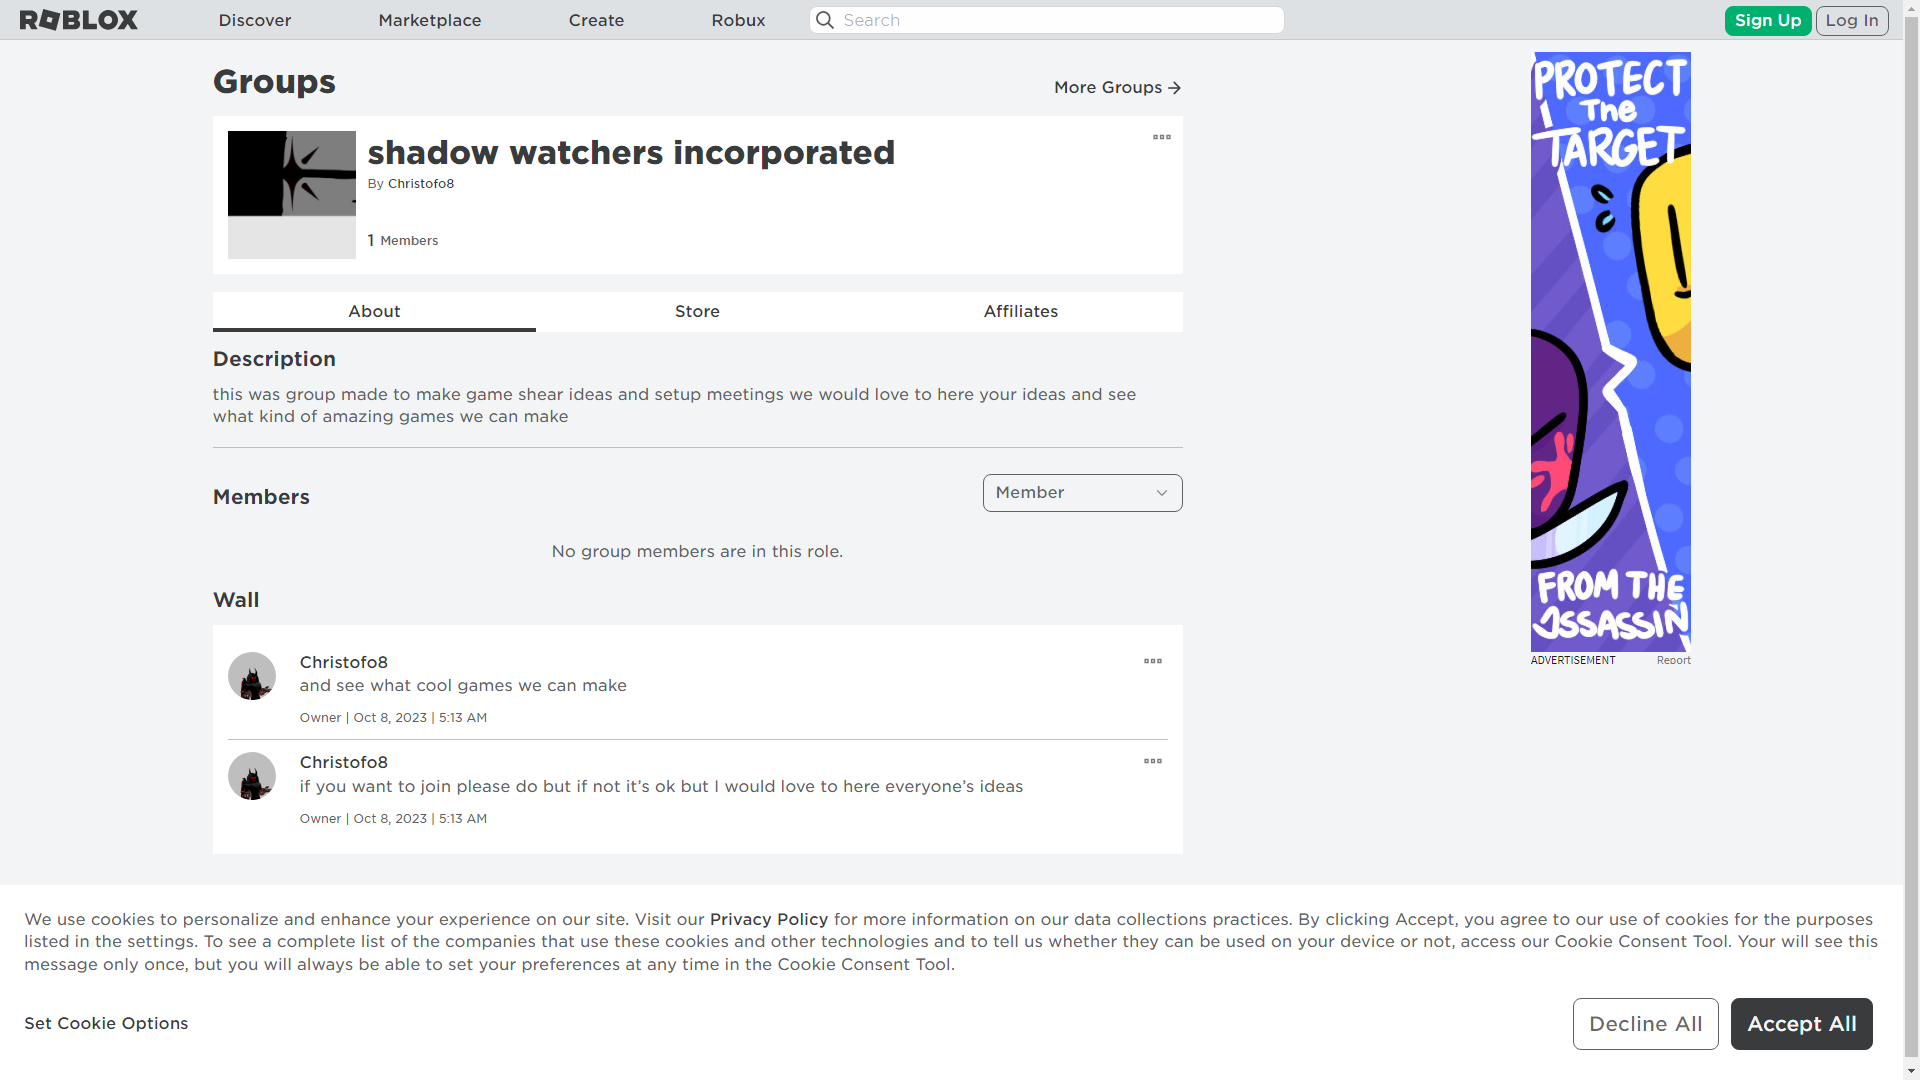 ROBLOX
Discover
Marketplace
Create
Robux
Search
Sign Up
Log In
Groups
More Groups
shadow watchers incorporated
By Christofo8
1 Members
About
Store
Affiliates
Description
this was group made to make game shear ideas and setup meetings we would love to here your ideas and see
what kind of amazing games we can make
Members
Member
No group members are in this role.
Wall
Christofo8
and see what cool games we can make
Owner | Oct 8, 2023 | 5:13 AM
Christofo8
if you want to join please do but if not it’s ok but I would love to here everyone’s ideas
Owner | Oct 8, 2023 | 5:13 AM
PROTECT
The
TARGET
FROM THE
ASSASSIN
ADVERTISEMENT
Report
We use cookies to personalize and enhance your experience on our site. Visit our Privacy Policy for more information on our data collections practices. By clicking Accept, you agree to our use of cookies for the purposes
listed in the settings. To see a complete list of the companies that use these cookies and other technologies and to tell us whether they can be used on your device or not, access our Cookie Consent Tool. Your will see this
message only once, but you will always be able to set your preferences at any time in the Cookie Consent Tool.
Set Cookie Options
Decline All
Accept All